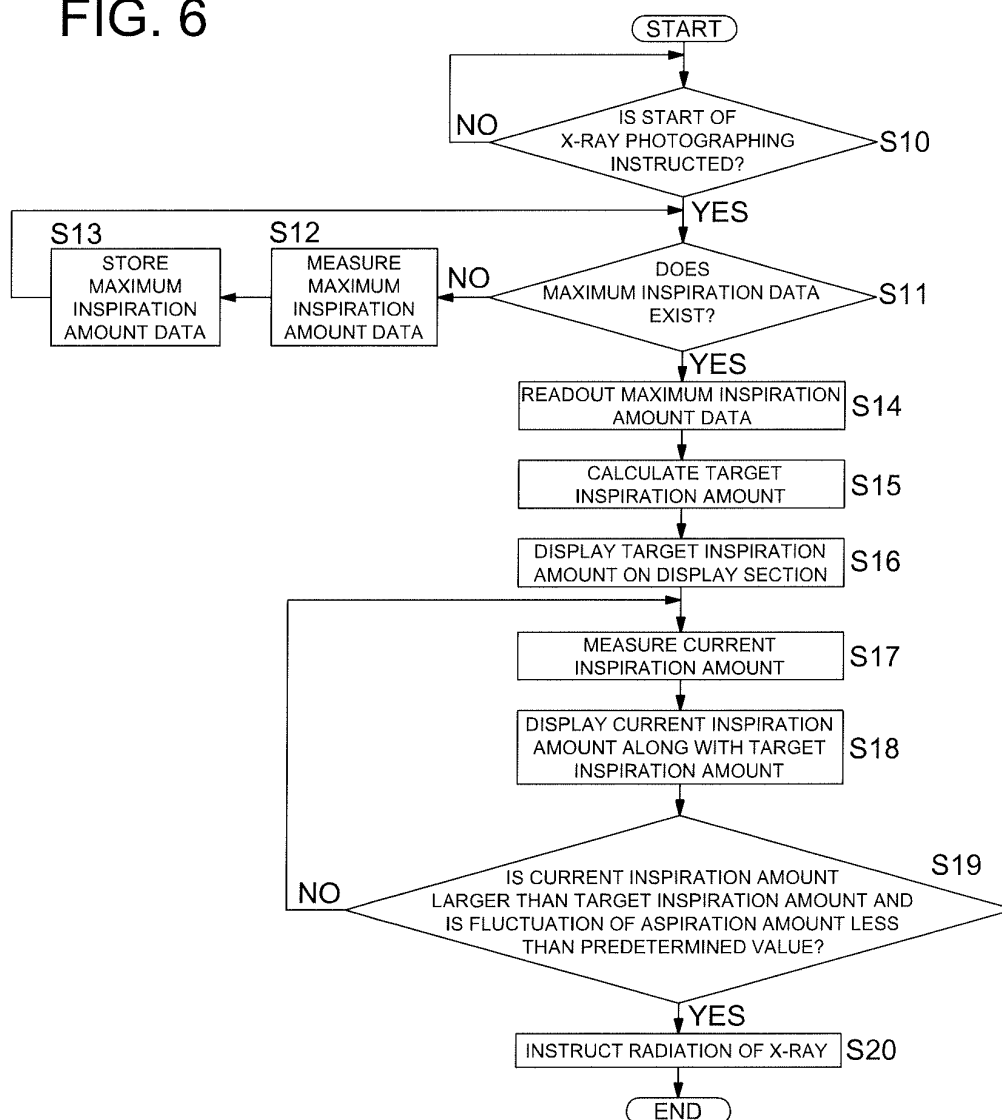 FIG. 6
START
IS START OF
X-RAY PHOTOGRAPHING
INSTRUCTED?
NO
S10
YES
S13
S12
STORE
MAXIMUM
INSPIRATION
AMOUNT DATA
MEASURE
MAXIMUM
INSPIRATION
AMOUNT DATA
NO
DOES
MAXIMUM INSPIRATION DATA
EXIST?
S11
YES
READOUT MAXIMUM INSPIRATION
AMOUNT DATA
S14
CALCULATE TARGET
INSPIRATION AMOUNT
S15
DISPLAY TARGET INSPIRATION
AMOUNT ON DISPLAY SECTION
S16
MEASURE CURRENT
INSPIRATION AMOUNT
S17
DISPLAY CURRENT INSPIRATION
AMOUNT ALONG WITH TARGET
INSPIRATION AMOUNT
S18
S19
NO
IS CURRENT INSPIRATION AMOUNT
LARGER THAN TARGET INSPIRATION AMOUNT AND
IS FLUCTUATION OF ASPIRATION AMOUNT LESS
THAN PREDETERMINED VALUE?
YES
INSTRUCT RADIATION OF X-RAY
S20
END